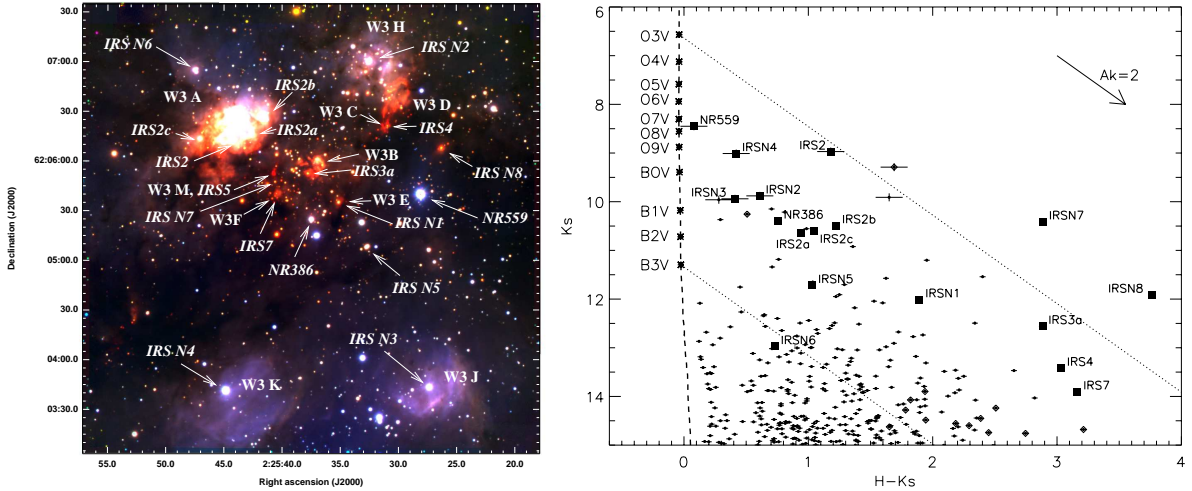 30.0
07:00.0
30.0
62:06:00.0
30.0
05:00.0
30.0
04:00.0
03:30.0
Declination (J2000)
55.0
50.0
45.0
2:25:40.0
35.0
30.0
25.0
20.0
Right ascension (J2000)
W3 H
IRS N6
IRS N2
IRS2b
W3 A
W3 D
W3 C
IRS2c
IRS2a
IRS4
IRS2
W3B
IRS3a
IRS N8
W3 M, IRS5
IRS N7
W3 E
W3F
IRS N1
NR559
IRS7
NR386
IRS N5
IRS N4
IRS N3
W3 K
W3 J
6
8
10
12
14
Ks
O3V
O4V
O5V
O6V
O7V
O8V
O9V
B0V
B1V
B2V
B3V
Ak=2
NR559
IRSN4
IRS2
IRSN3
IRSN2
NR386
IRS2b
IRS2a
IRS2c
IRSN7
IRSN5
IRSN1
IRSN8
IRS3a
IRSN6
IRS4
IRS7
0
1
2
3
4
H-Ks